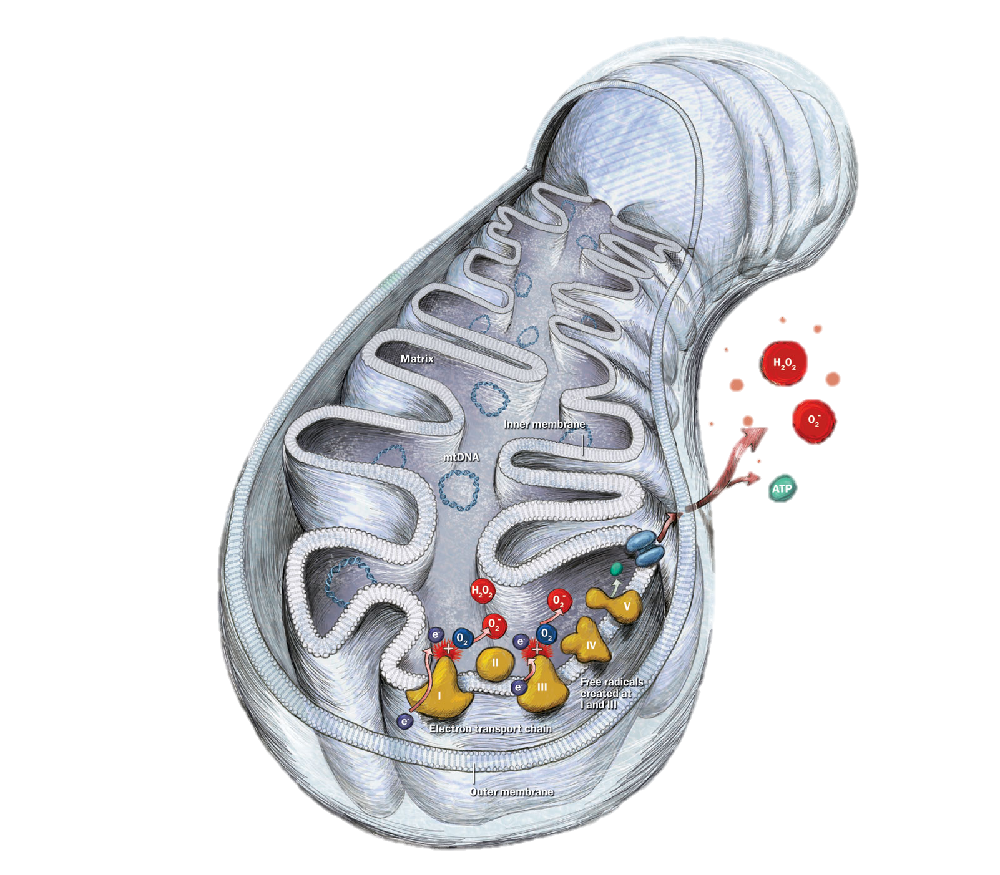 H₂O₂
Matrix
O₂⁻
Inner membrane
mtDNA
ATP
H₂O₂
O₂⁻
V
O₂⁻
e⁻
O₂
e⁻
O₂
+
+
IV
II
I
e⁻
III
Free radicals
created at
I and III
e⁻
Electron transport chain
Outer membrane